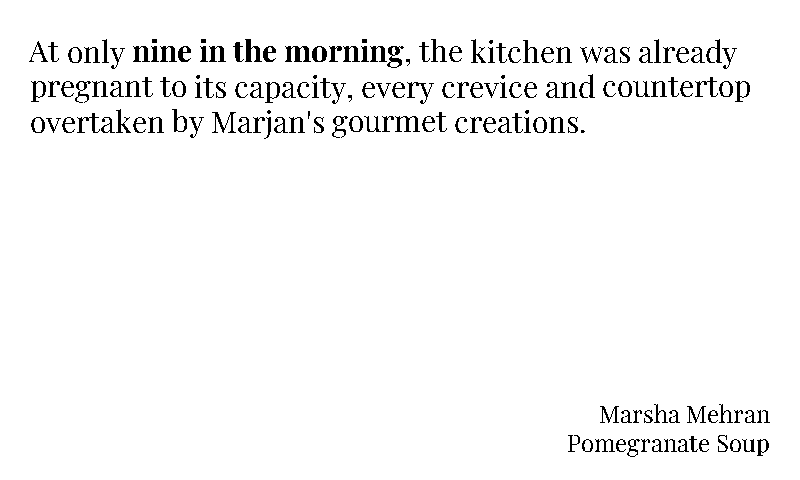 At only nine in the morning, the kitchen was already
pregnant to its capacity, every crevice and countertop
overtaken by Marjan's gourmet creations.
Marsha Mehran
Pomegranate Soup